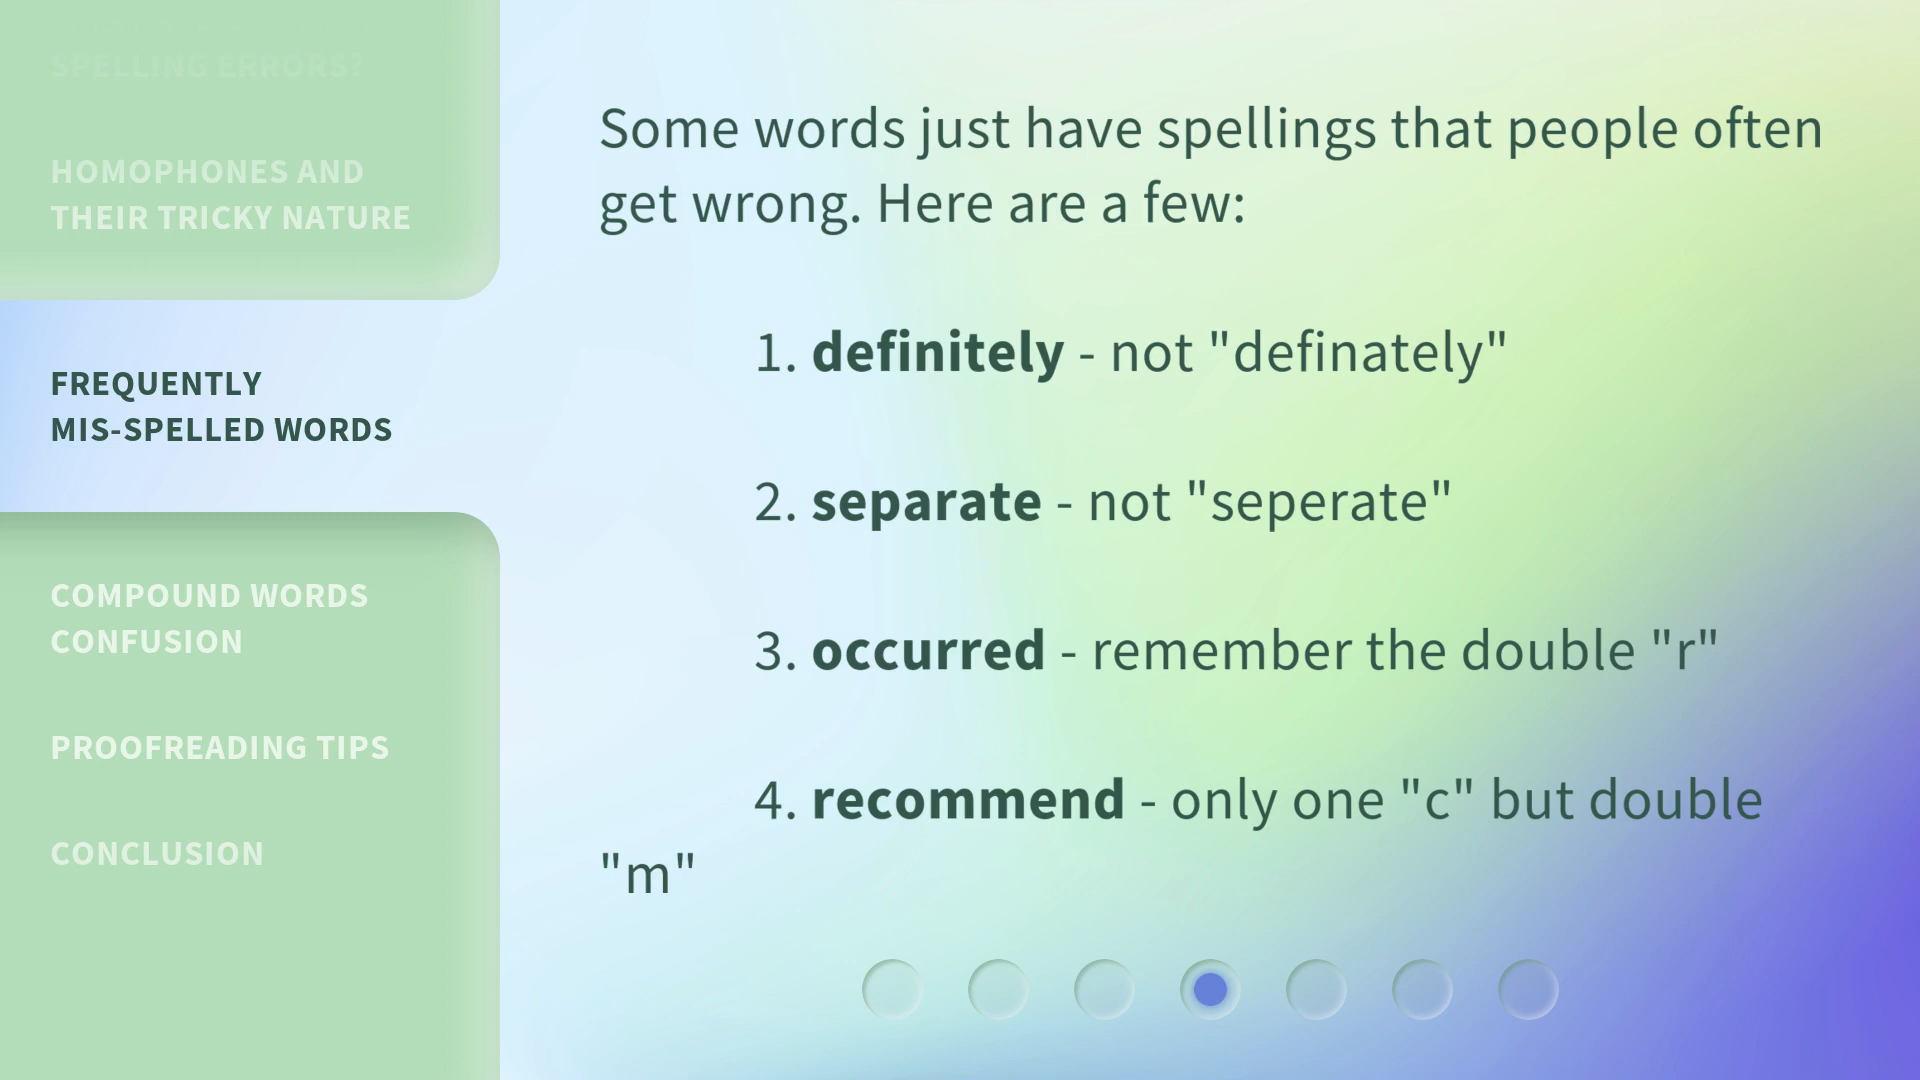 SPELLING ERRORS?
HOMOPHONES AND
THEIR TRICKY NATURE
FREQUENTLY
MIS-SPELLED WORDS
COMPOUND WORDS
CONFUSION
PROOFREADING TIPS
CONCLUSION
Some words just have spellings that people often
get wrong. Here are a few:
1. definitely - not "definately"
2. separate - not "seperate"
3. occurred - remember the double "r"
4. recommend - only one "c" but double
"m"